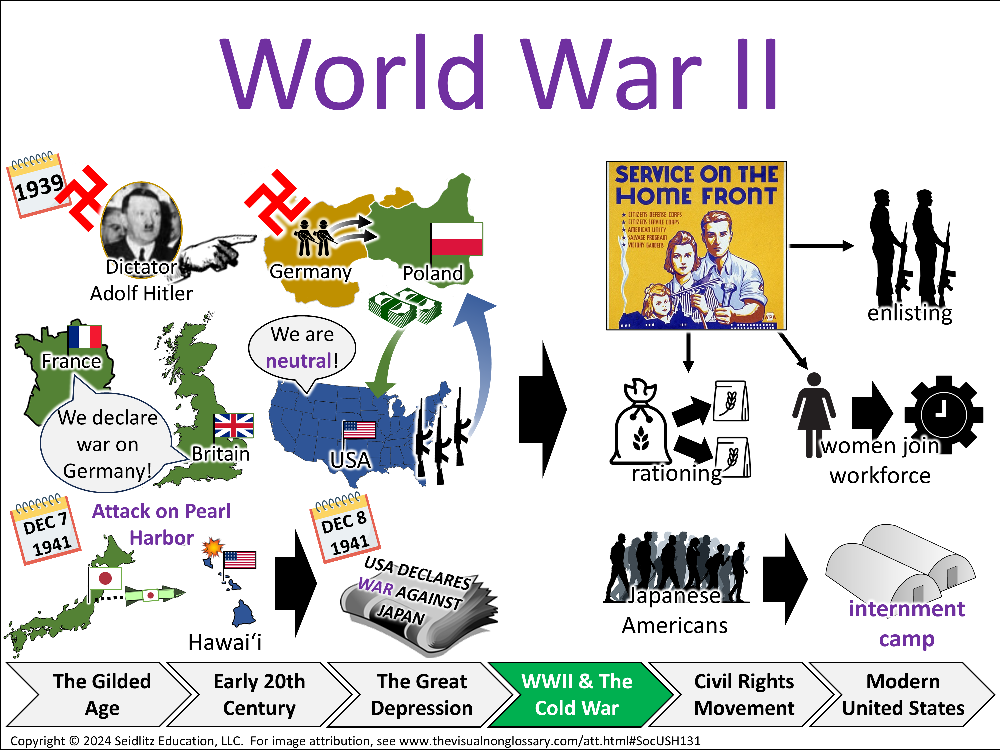 World War II
1939
Dictator
Adolf Hitler
Germany
Poland
France
We declare
war on
Germany!
Britain
We are
neutral!
USA
DEC 7
1941
Attack on Pearl
Harbor
Hawai‘i
DEC 8
1941
USA DECLARES
WAR AGAINST
JAPAN
SERVICE ON THE
HOME FRONT
★ CITIZENS DEFENSE CORPS
★ CITIZENS SERVICE CORPS
★ AMERICAN UNITY
★ SALVAGE PROGRAM
★ VICTORY GARDENS
WPA
enlisting
rationing
women join
workforce
Japanese
Americans
internment
camp
The Gilded
Age
Early 20th
Century
The Great
Depression
WWII & The
Cold War
Civil Rights
Movement
Modern
United States
Copyright © 2024 Seidlitz Education, LLC.  For image attribution, see www.thevisualnonglossary.com/att.html#SocUSH131